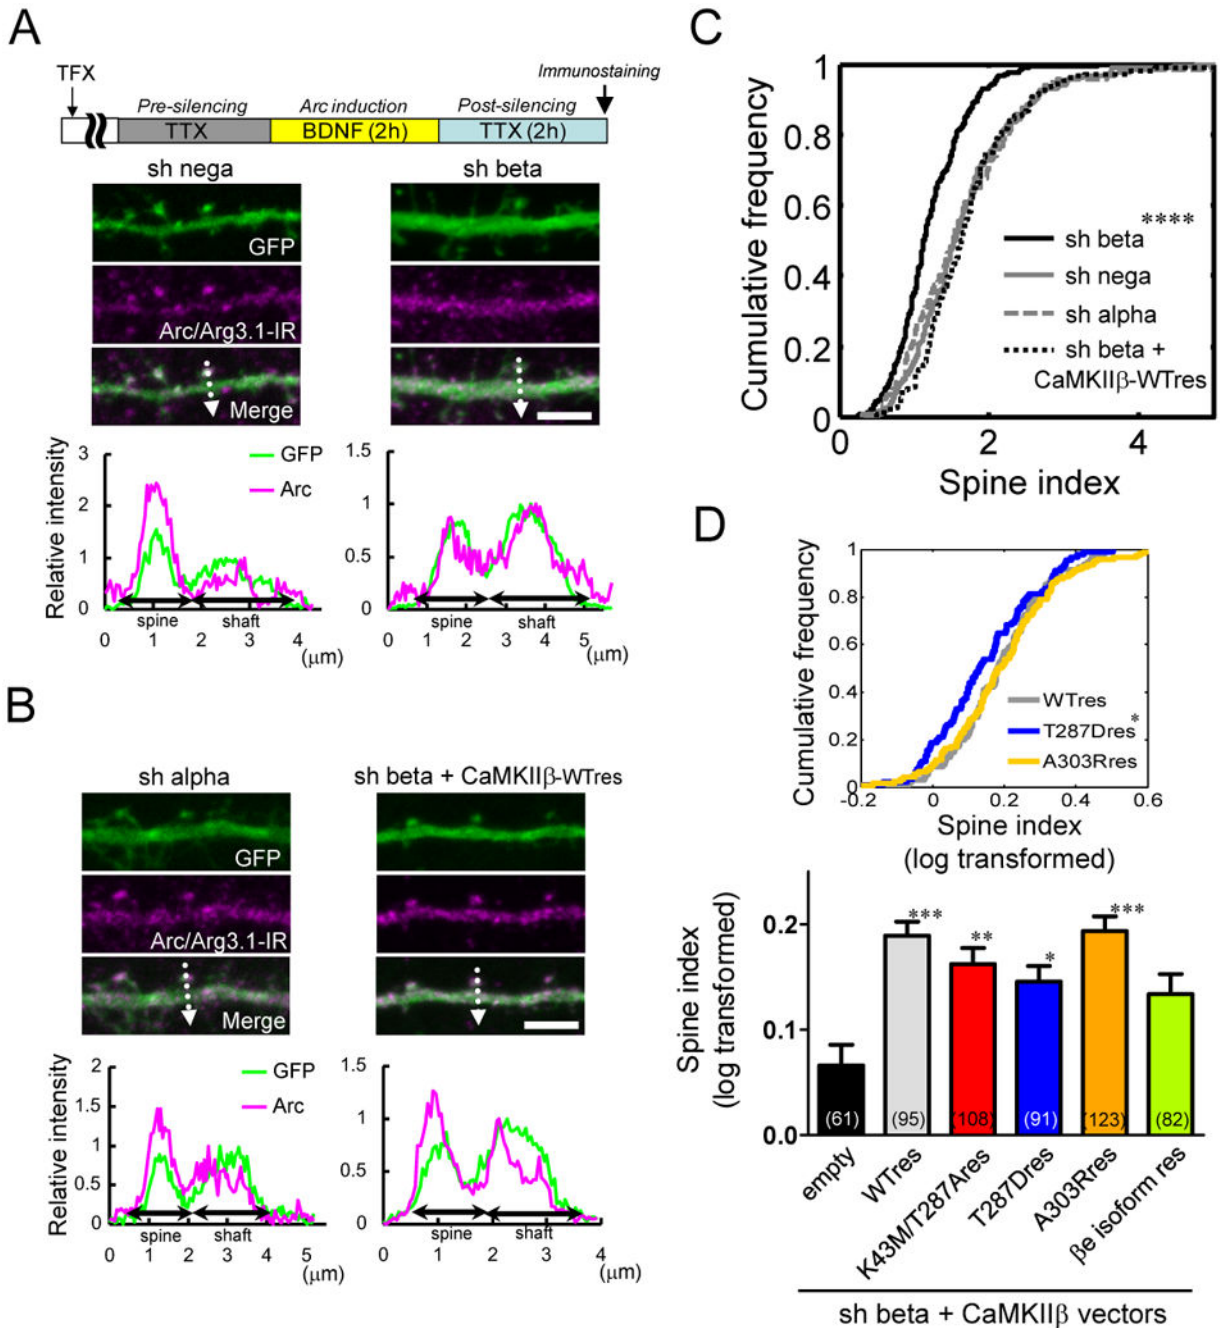 A
TFX
Immunostaining
Pre-silencing
Arc induction
Post-silencing
TTX
BDNF (2h)
TTX (2h)
sh nega
sh beta
GFP
Arc/Arg3.1-IR
Merge
Relative intensity
3
2
1
0
GFP
Arc
spine
shaft
0 1 2 3 4
(μm)
1.5
1
0.5
0
spine
shaft
0 1 2 3 4 5
(μm)
B
sh alpha
sh beta + CaMKIIβ-WTres
GFP
Arc/Arg3.1-IR
Merge
Relative intensity
2
1.5
1
0.5
0
GFP
Arc
spine
shaft
0 1 2 3 4 5
(μm)
1.5
1
0.5
0
spine
shaft
0 1 2 3 4
(μm)
C
Cumulative frequency
1
0.8
0.6
0.4
0.2
0
sh beta ****
sh nega
sh alpha
sh beta +
CaMKIIβ-WTres
0 2 4
Spine index
D
Cumulative frequency
1
0.8
0.6
0.4
0.2
0
WTres
T287Dres *
A303Rres
-0.2 0 0.2 0.4 0.6
Spine index
(log transformed)
Spine index
(log transformed)
0.2
0.1
0.0
***
**
*
***
(61) (95) (108) (91) (123) (82)
empty
WTres
K43M/T287Ares
T287Dres
A303Rres
βe isoform res
sh beta + CaMKIIβ vectors